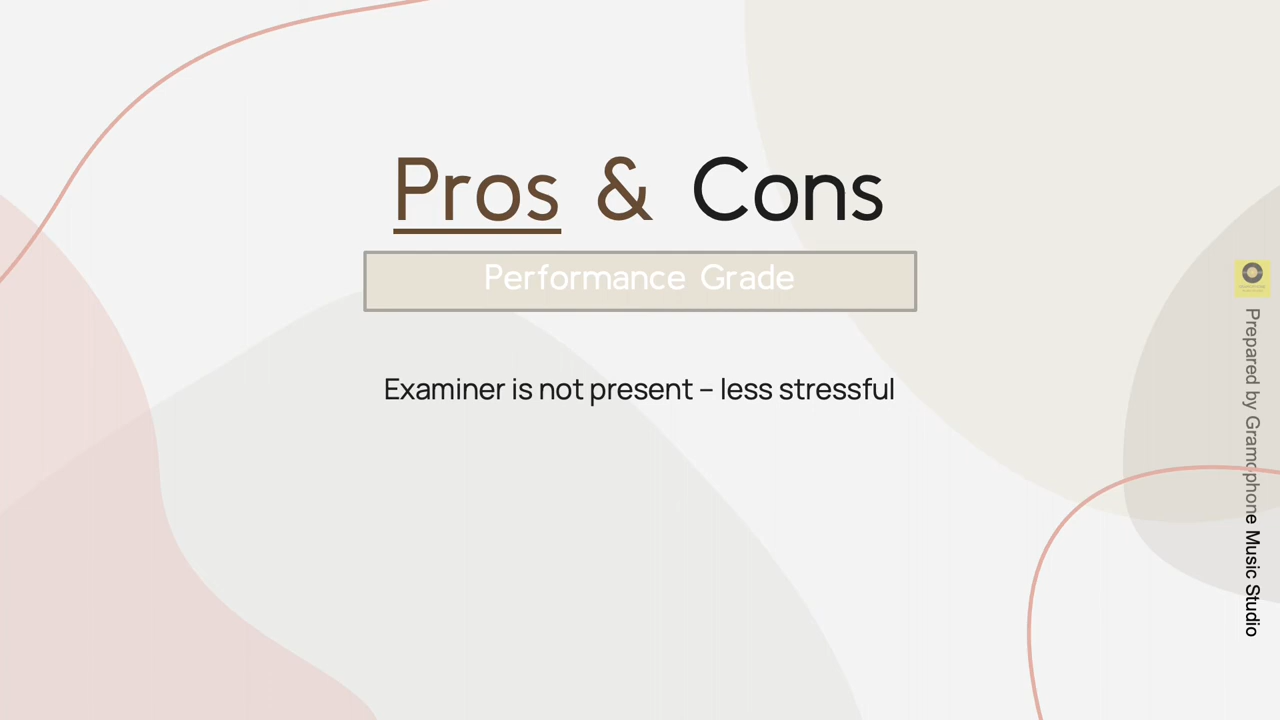 Pros & Cons
Performance Grade
Examiner is not present – less stressful
Prepared by Gramophone Music Studio